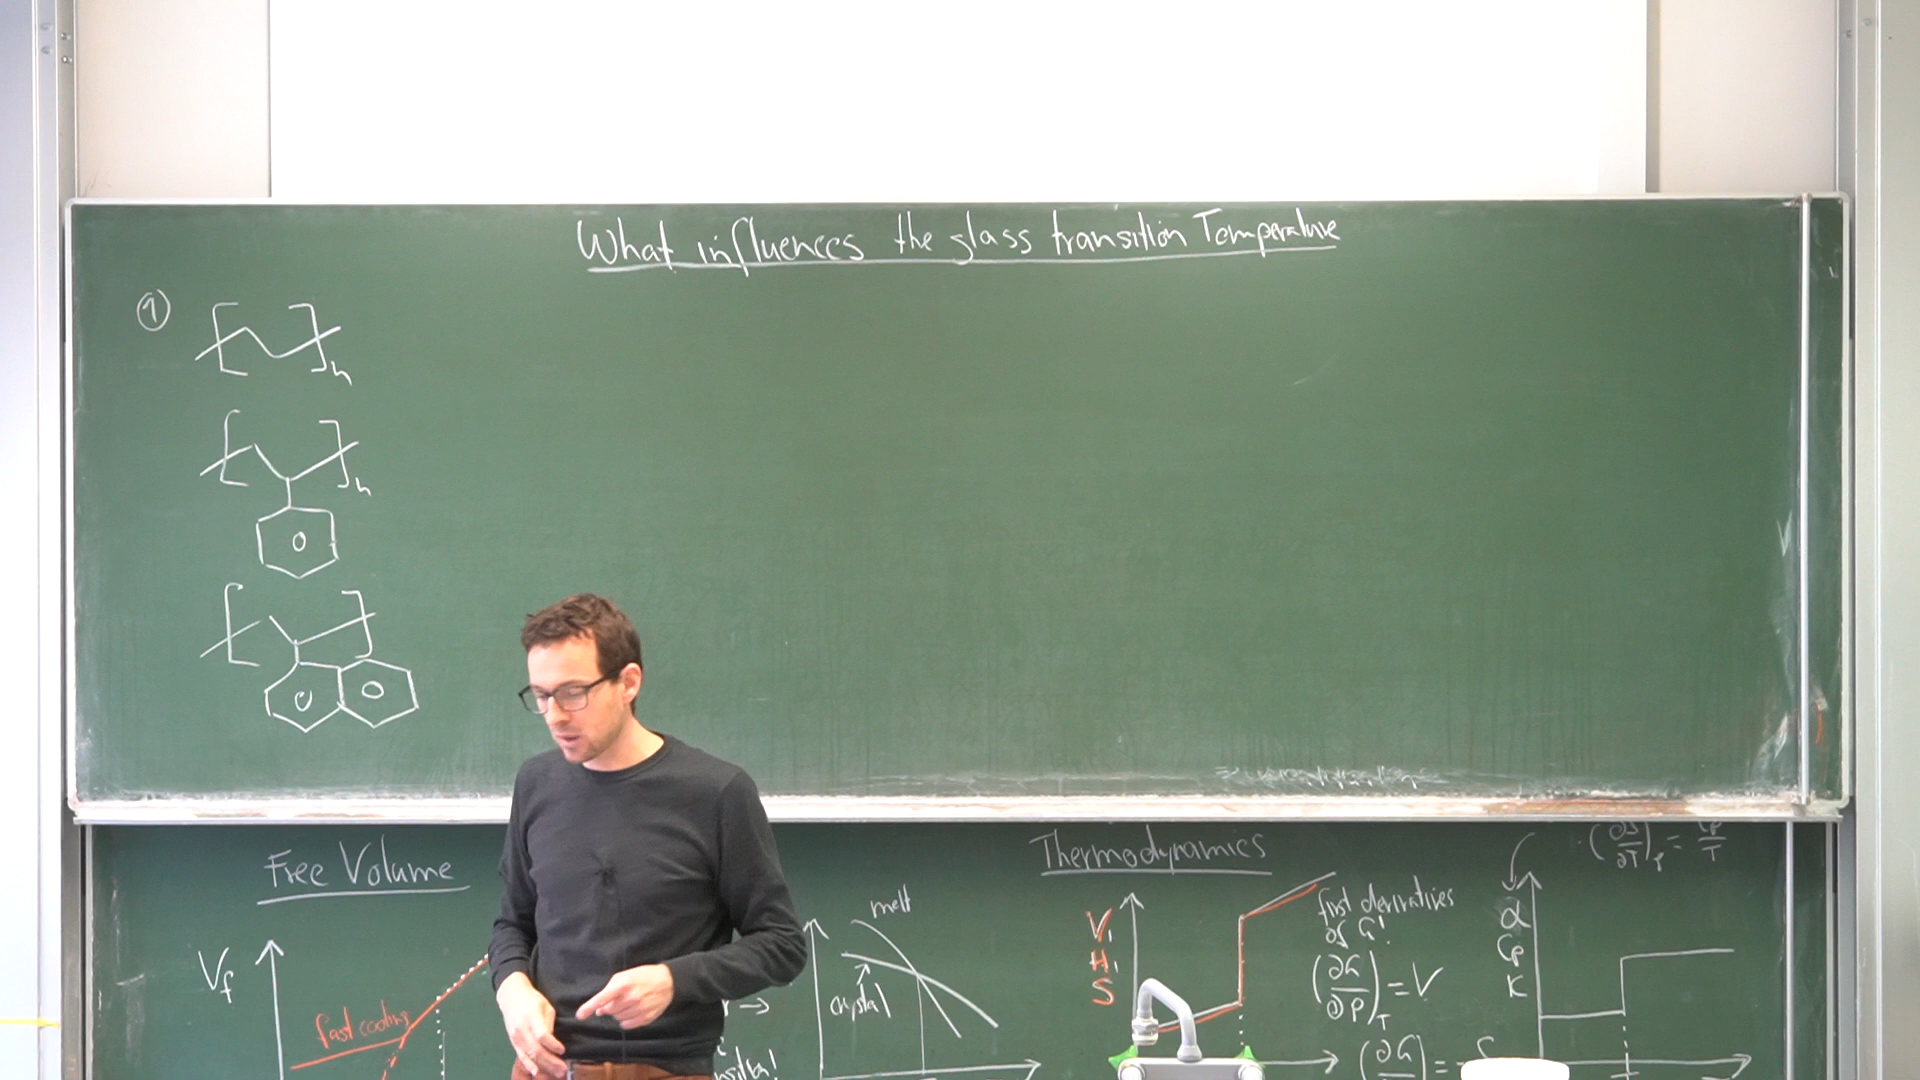 What influences the glass transition Temperature
①
n
n
Free Volume
Vf
fast cooling
melt
crystal
Thermodynamics
V,
H,
S
first derivatives
of G!
(∂G/∂P)T = V
(∂G
= -S
(∂S/∂T)P = CP/T
α
CP
K